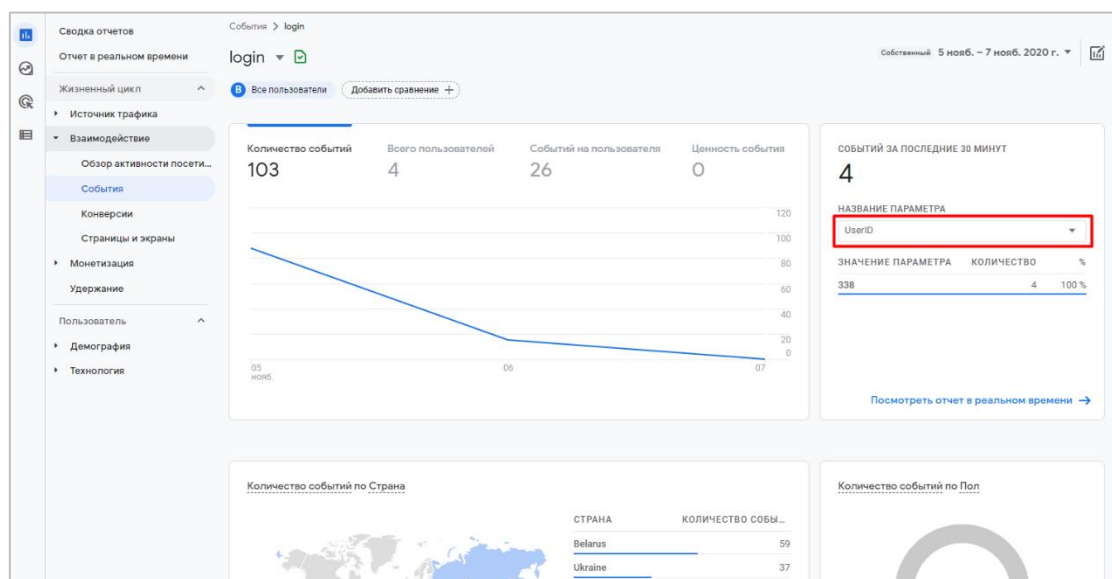 Сводка отчетов
Отчет в реальном времени
Жизненный цикл
Источник трафика
Взаимодействие
Обзор активности посети...
События
Конверсии
Страницы и экраны
Монетизация
Удержание
Пользователь
Демография
Технология
События > login
login
Собственный 5 нояб. – 7 нояб. 2020 г.
В Все пользователи Добавить сравнение +
Количество событий Всего пользователей Событий на пользователя Ценность события
103 4 26 0
120
100
80
60
40
20
0
05 06 07
нояб.
СОБЫТИЙ ЗА ПОСЛЕДНИЕ 30 МИНУТ
4
НАЗВАНИЕ ПАРАМЕТРА
UserID
ЗНАЧЕНИЕ ПАРАМЕТРА КОЛИЧЕСТВО %
338 4 100 %
Посмотреть отчет в реальном времени →
Количество событий по Страна
СТРАНА КОЛИЧЕСТВО СОБЫ...
Belarus 59
Ukraine 37
Количество событий по Пол